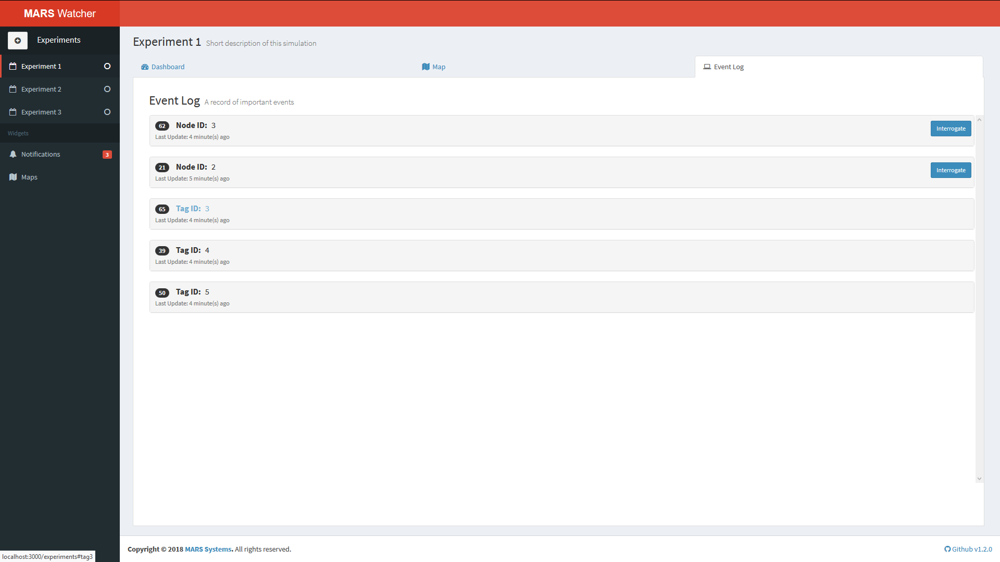 MARS Watcher
Experiments
Experiment 1
Experiment 2
Experiment 3
Widgets
Notifications 3
Maps
Experiment 1 Short description of this simulation
Dashboard Map Event Log
Event Log A record of important events
62 Node ID: 3
Last Update: 4 minute(s) ago
Interrogate
21 Node ID: 2
Last Update: 5 minute(s) ago
Interrogate
65 Tag ID: 3
Last Update: 4 minute(s) ago
39 Tag ID: 4
Last Update: 4 minute(s) ago
50 Tag ID: 5
Last Update: 4 minute(s) ago
Copyright © 2018 MARS Systems. All rights reserved.
Github v1.2.0
localhost:3000/experiments#tag3